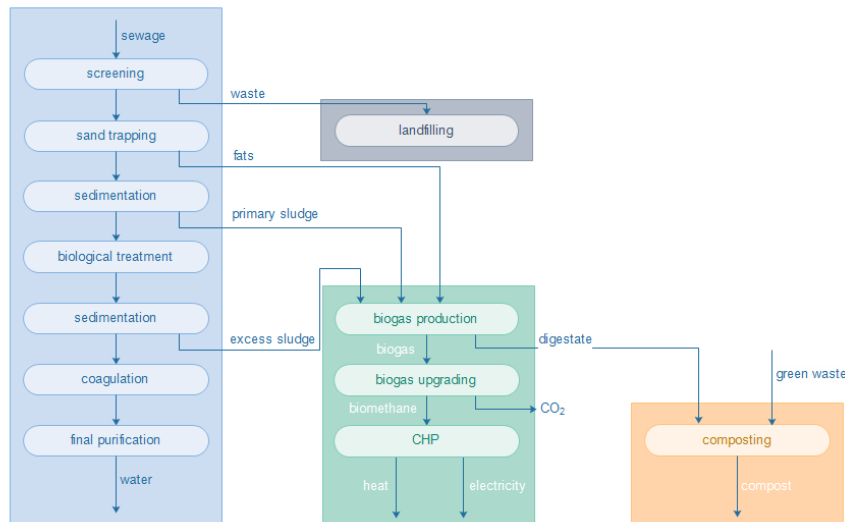 sewage
screening
waste
landfilling
sand trapping
fats
sedimentation
primary sludge
biological treatment
sedimentation
excess sludge
biogas production
biogas
digestate
coagulation
biogas upgrading
green waste
biomethane
CO₂
final purification
CHP
composting
water
heat
electricity
compost